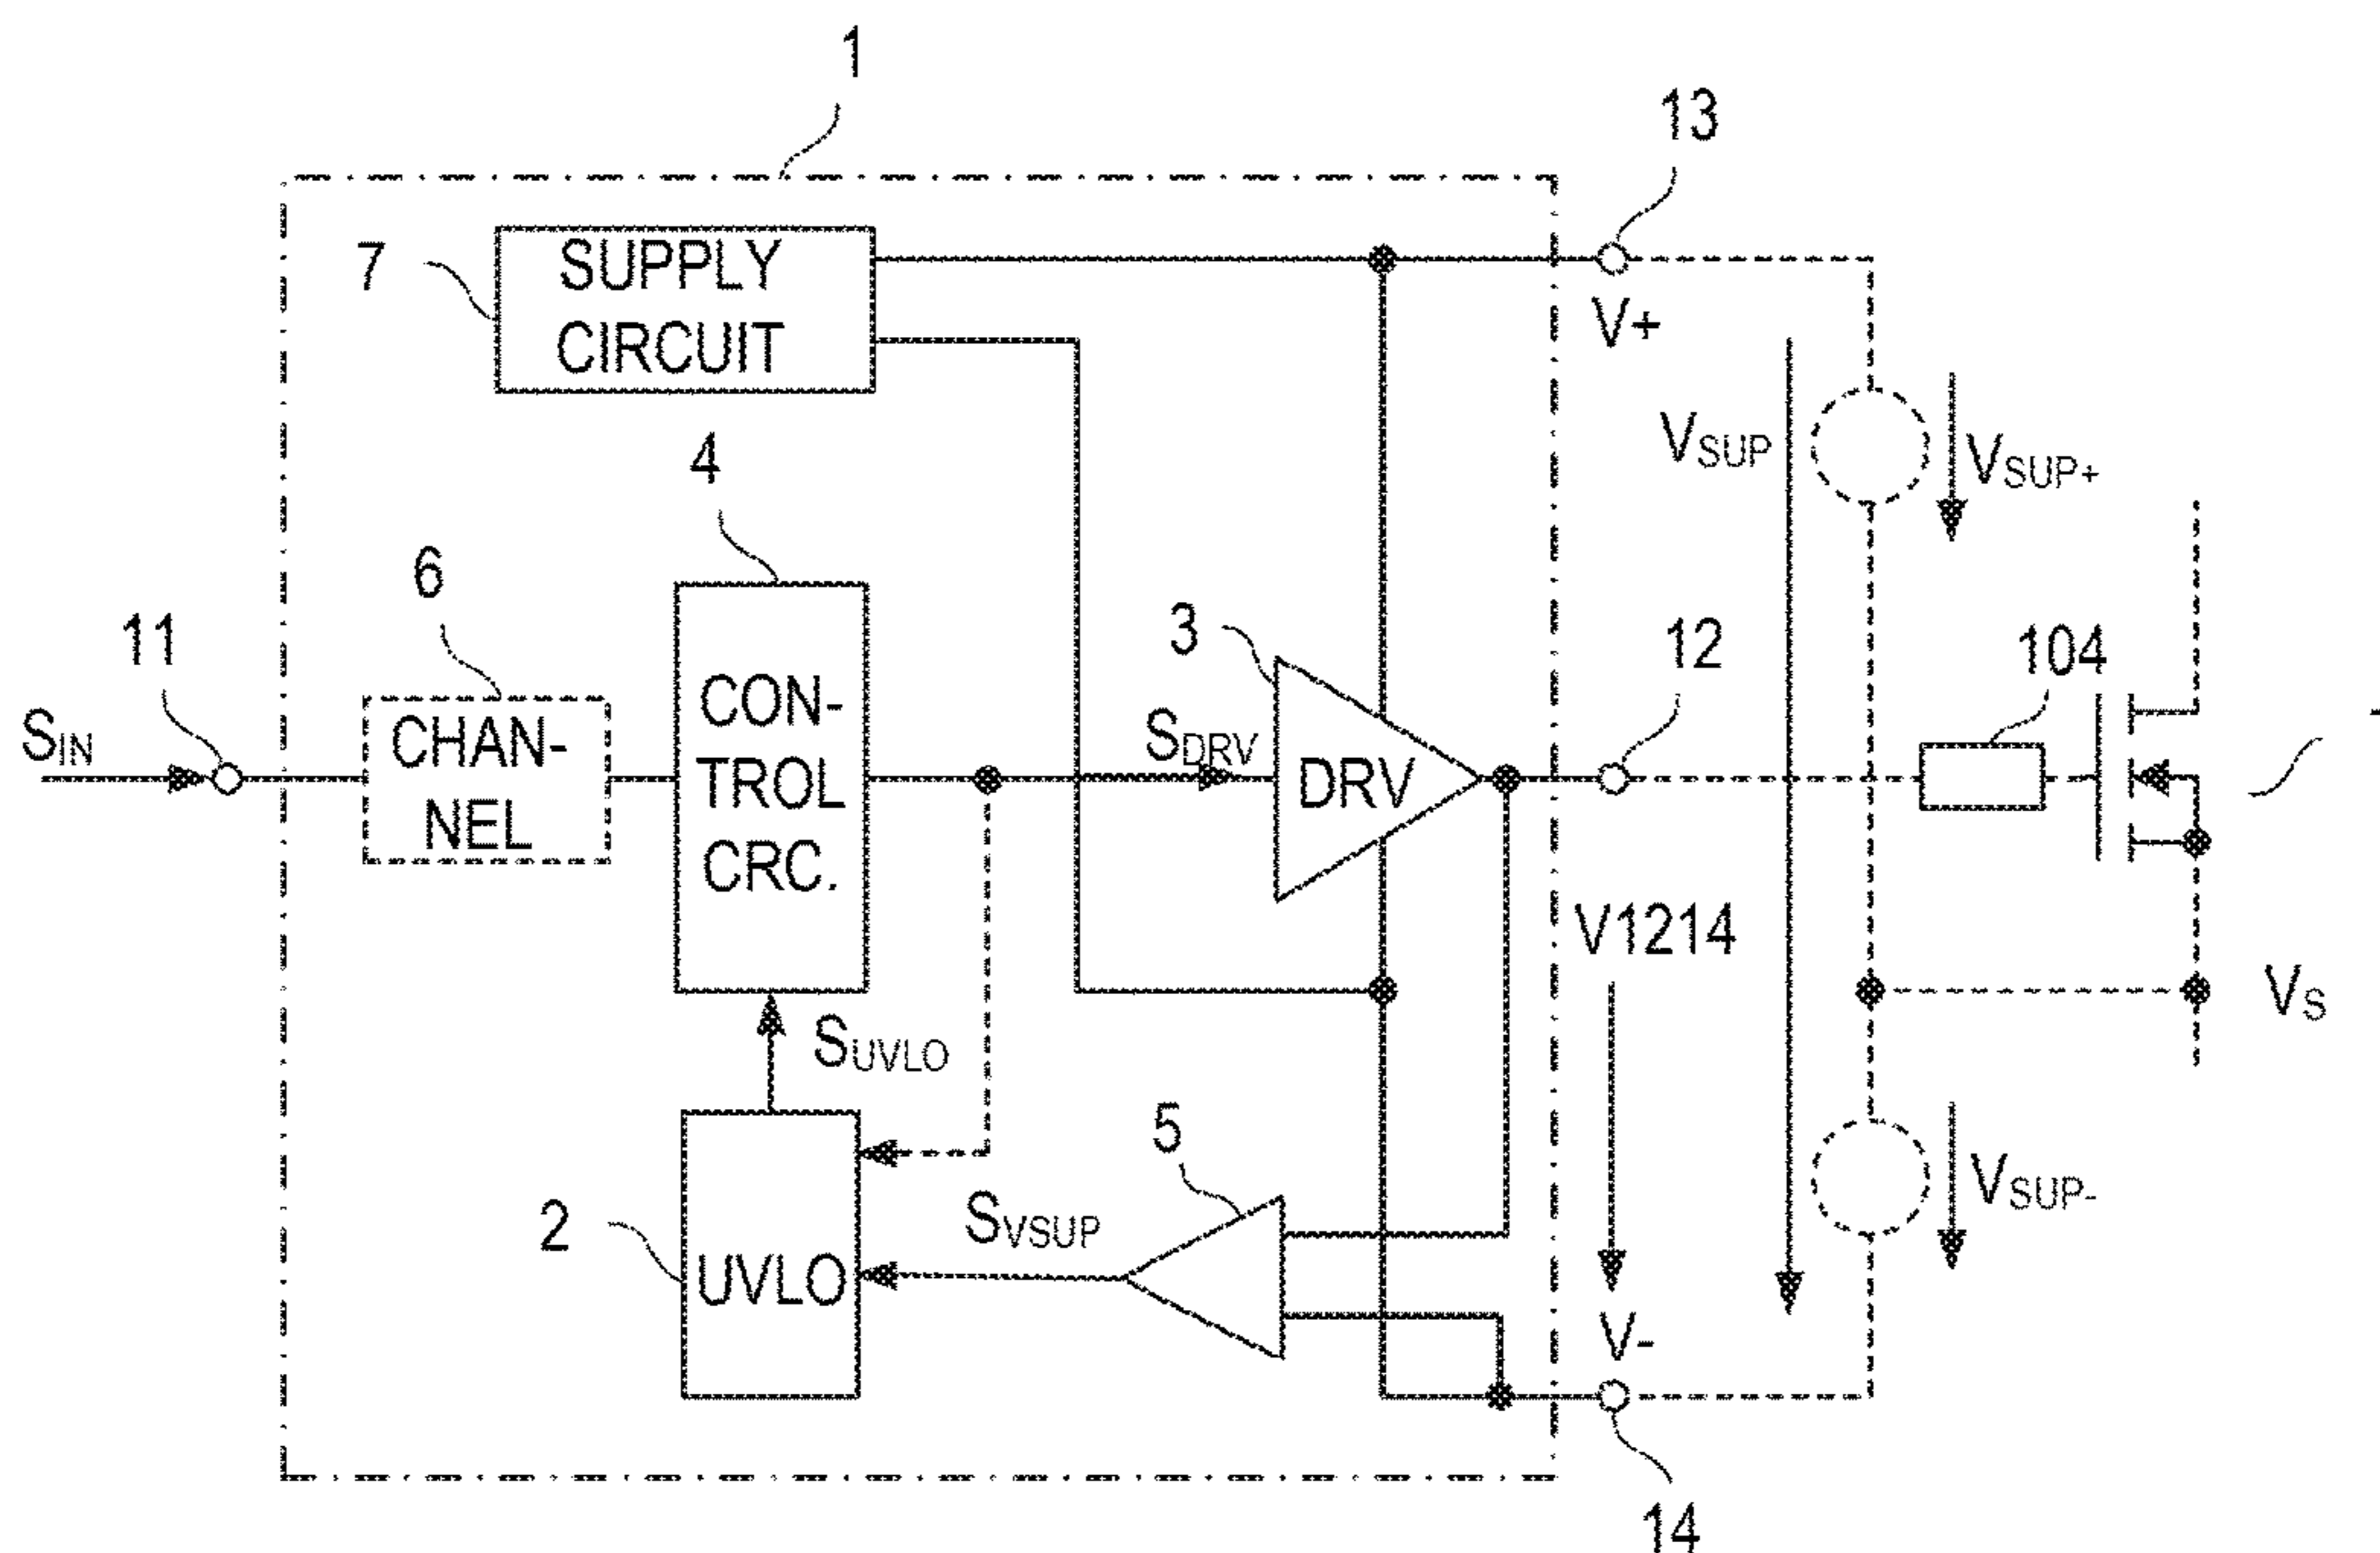 1
13
7
SUPPLY
CIRCUIT
V+
4
VSUP
VSUP+
6
11
3
12
104
SIN
CHAN-
NEL
CON-
TROL
CRC.
SDRV
DRV
V1214
SUVLO
VS
5
2
UVLO
SVSUP
VSUP-
V-
14